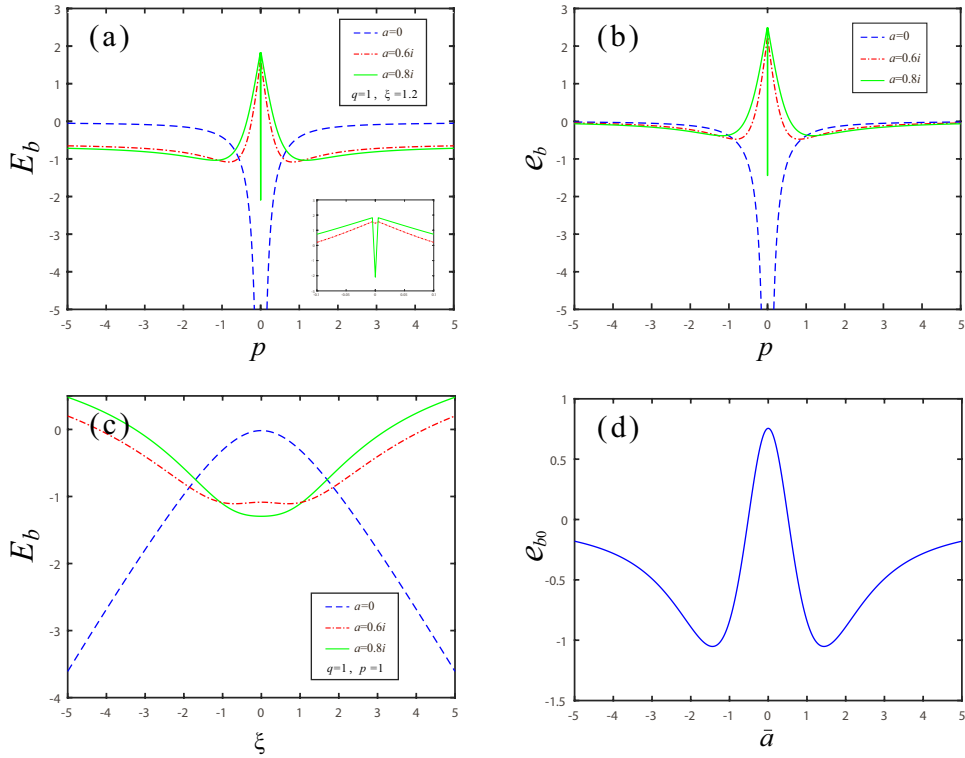 (a)
3
2
1
0
-1
-2
-3
-4
-5
E_b
a=0
a=0.6i
a=0.8i
q=1, ξ=1.2
-5 -4 -3 -2 -1 0 1 2 3 4 5
p
(b)
3
2
1
0
-1
-2
-3
-4
-5
e_b
a=0
a=0.6i
a=0.8i
-5 -4 -3 -2 -1 0 1 2 3 4 5
p
(c)
0
-1
-2
-3
-4
E_b
a=0
a=0.6i
a=0.8i
q=1, p=1
-5 -4 -3 -2 -1 0 1 2 3 4 5
ξ
(d)
1
0.5
0
-0.5
-1
-1.5
e_{b0}
-5 -4 -3 -2 -1 0 1 2 3 4 5
ā